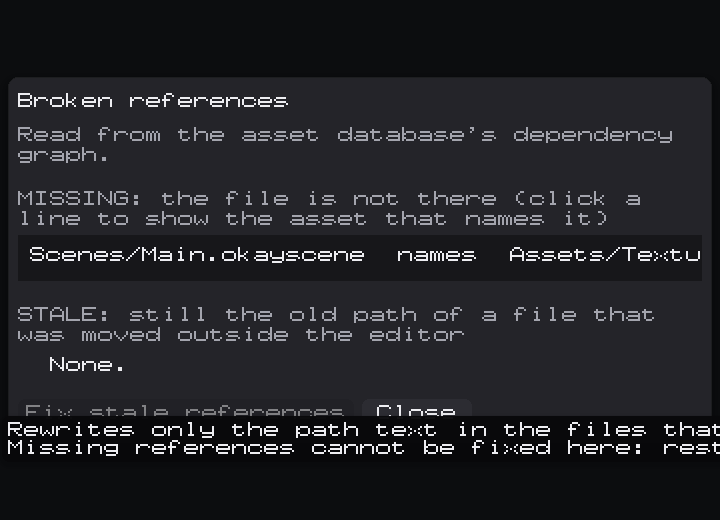 Broken references
Read from the asset database's dependency
graph.
MISSING: the file is not there (click a
line to show the asset that names it)
Scenes/Main.okayscene names Assets/Textu
STALE: still the old path of a file that
was moved outside the editor
None.
Fix stale references Close
Rewrites only the path text in the files that
Missing references cannot be fixed here: rest